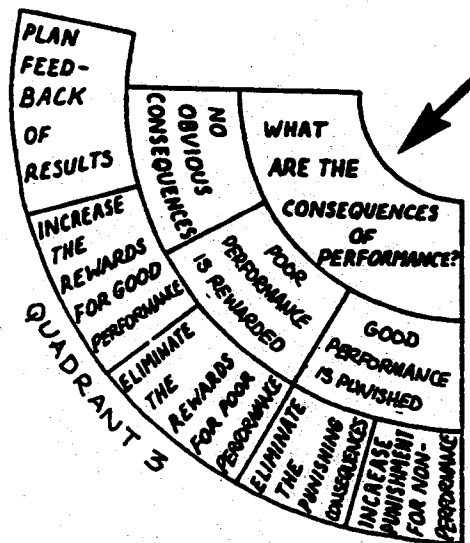 WHAT
ARE THE
CONSEQUENCES
OF
PERFORMANCE?
NO
OBVIOUS
CONSEQUENCES
POOR
PERFORMANCE
IS REWARDED
GOOD
PERFORMANCE
IS PUNISHED
PLAN
FEED-
BACK
OF
RESULTS
INCREASE
THE
REWARDS
FOR GOOD
PERFORMANCE
ELIMINATE
THE
REWARDS
FOR POOR
PERFORMANCE
ELIMINATE
THE
PUNISHING
CONSEQUENCES
INCREASE
PUNISHMENT
FOR NON-
PERFORMANCE
QUADRANT 3